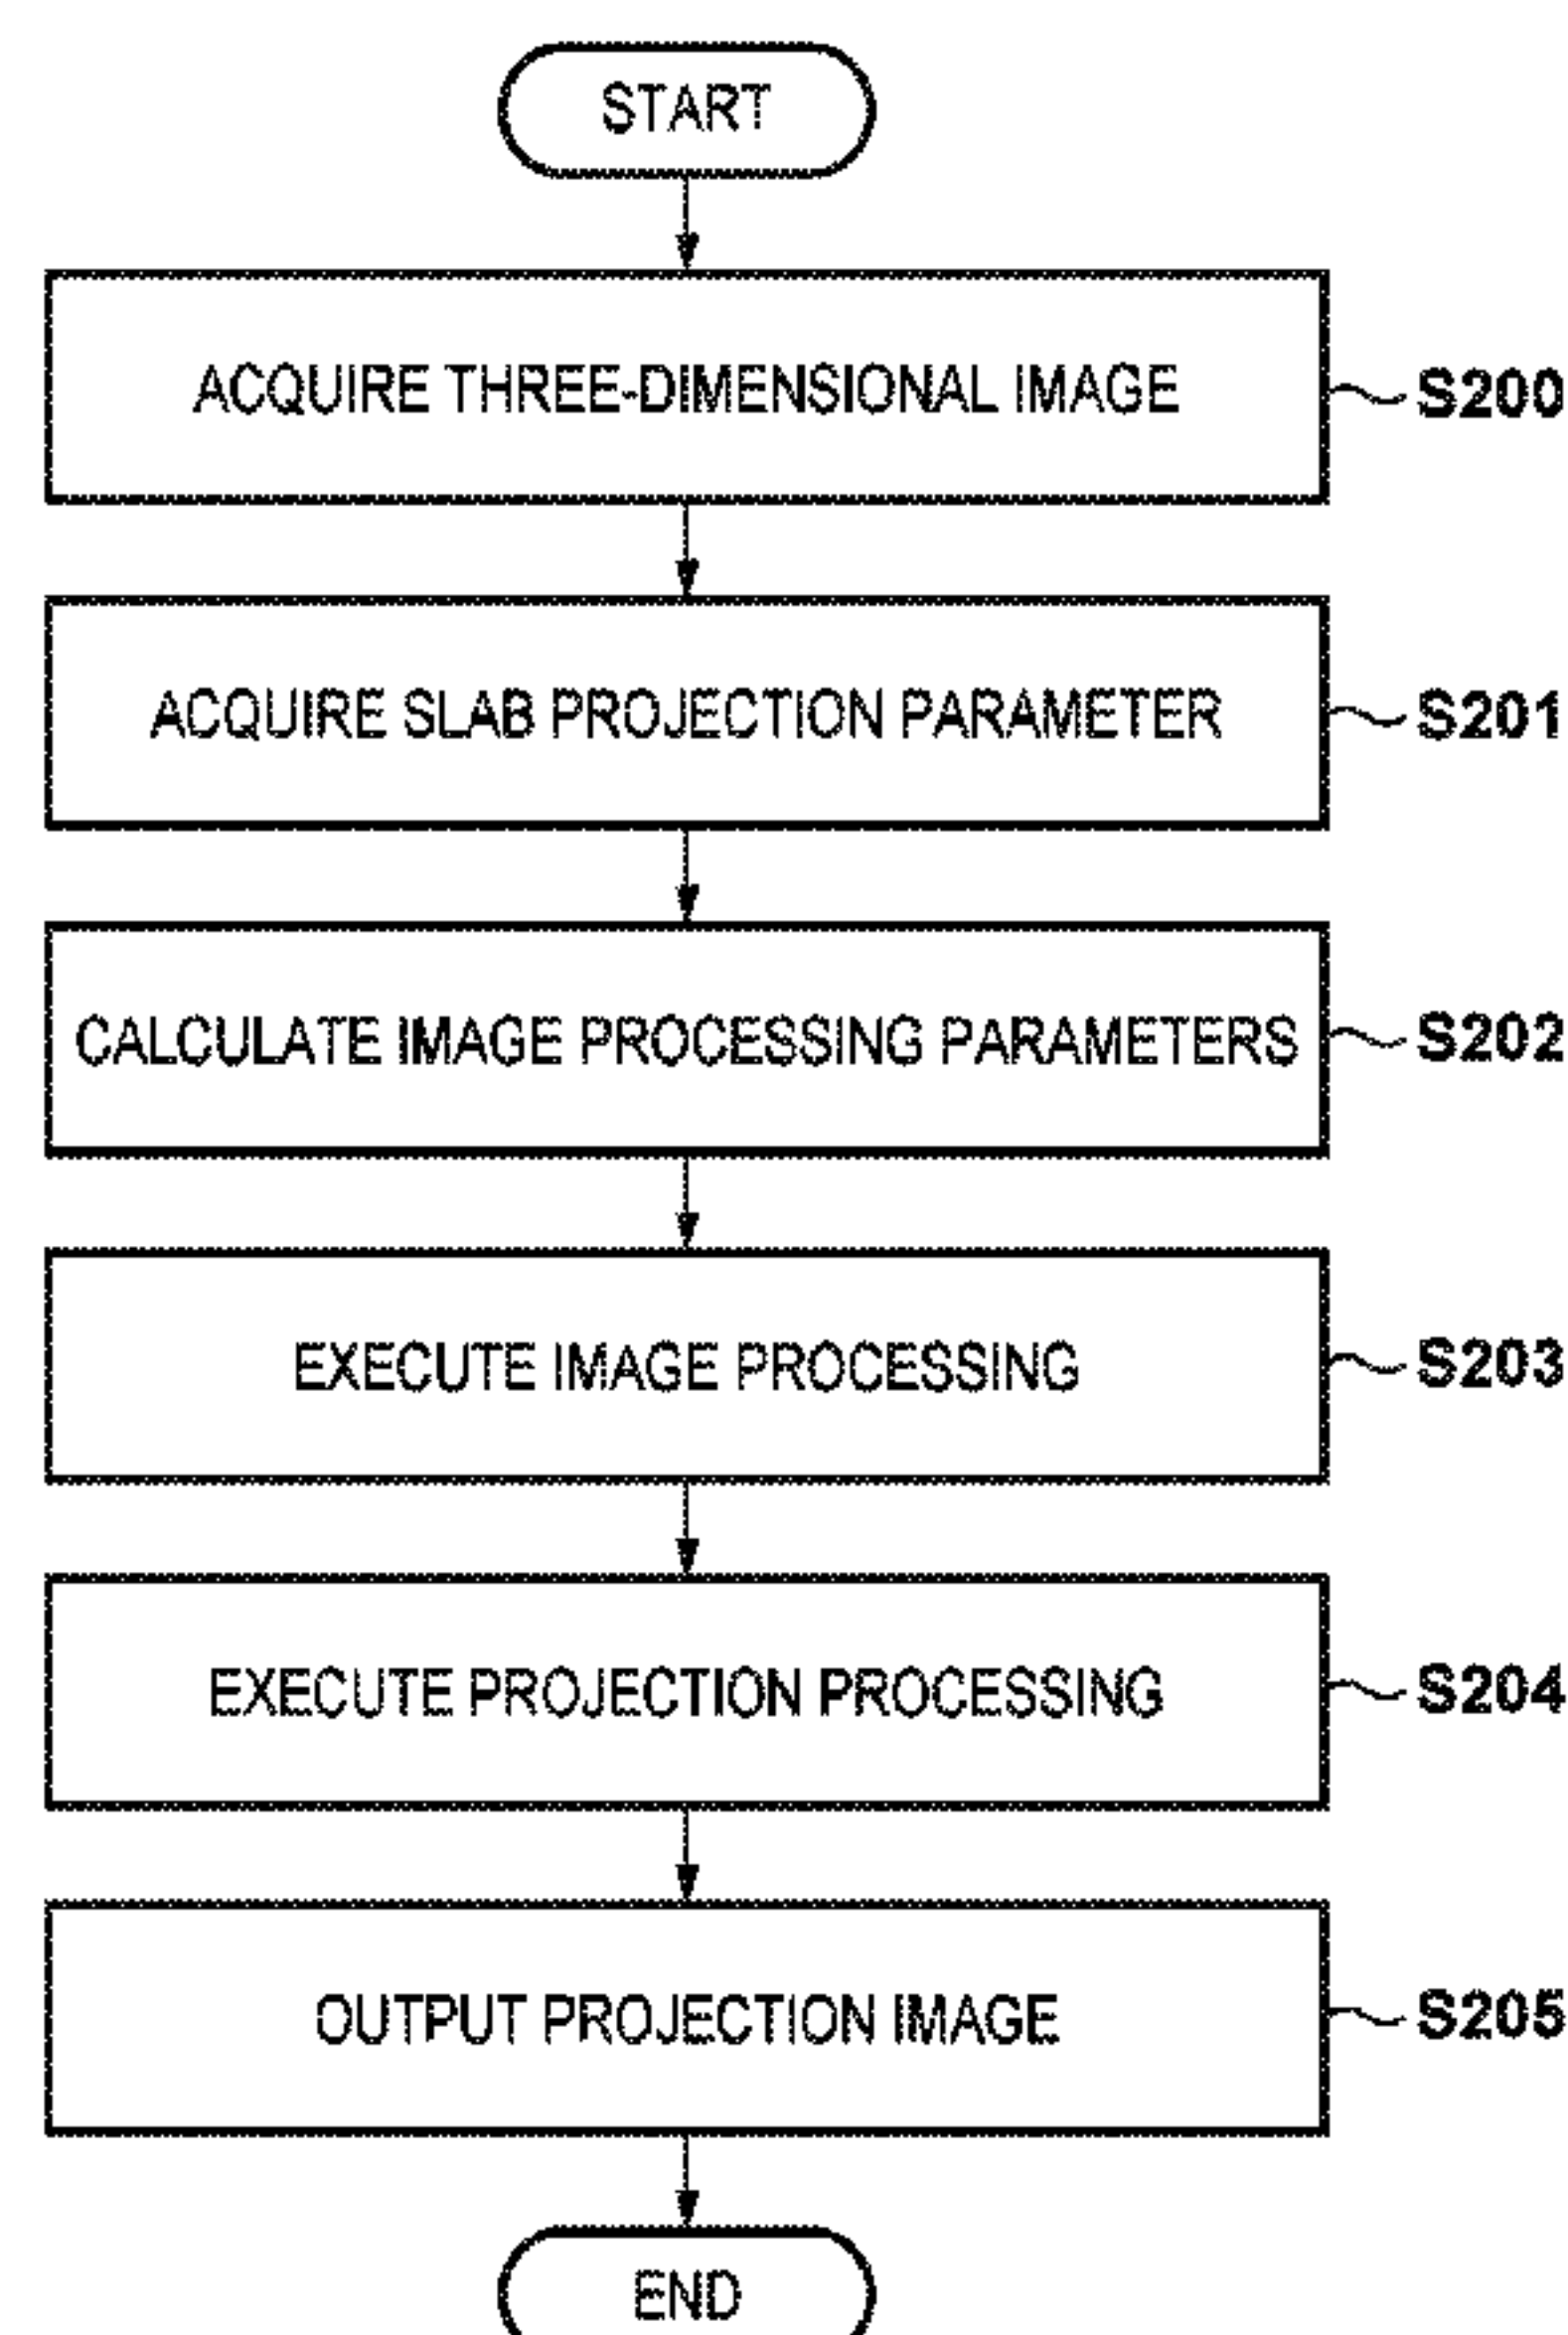 START
ACQUIRE THREE-DIMENSIONAL IMAGE
S200
ACQUIRE SLAB PROJECTION PARAMETER
S201
CALCULATE IMAGE PROCESSING PARAMETERS
S202
EXECUTE IMAGE PROCESSING
S203
EXECUTE PROJECTION PROCESSING
S204
OUTPUT PROJECTION IMAGE
S205
END